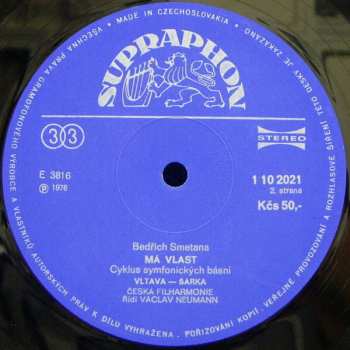 MADE IN CZECHOSLOVAKIA
VŠECHNA PRÁVA GRAMOFONOVÉHO VÝROBCE A VLASTNÍKŮ AUTORSKÝCH PRÁV K DÍLU VYHRAŽENA. POŘIZOVÁNÍ KOPIÍ, VEŘEJNÉ PROVOZOVÁNÍ A ROZHLASOVÉ ŠÍŘENÍ TÉTO DESKY JE ZAKÁZÁNO
SUPRAPHON
33
STEREO
E 3816
℗ 1976
1 10 2021
2. strana
Kčs 50,-
Bedřich Smetana
MÁ VLAST
Cyklus symfonických básní
VLTAVA — ŠÁRKA
ČESKÁ FILHARMONIE
Řídí VÁCLAV NEUMANN